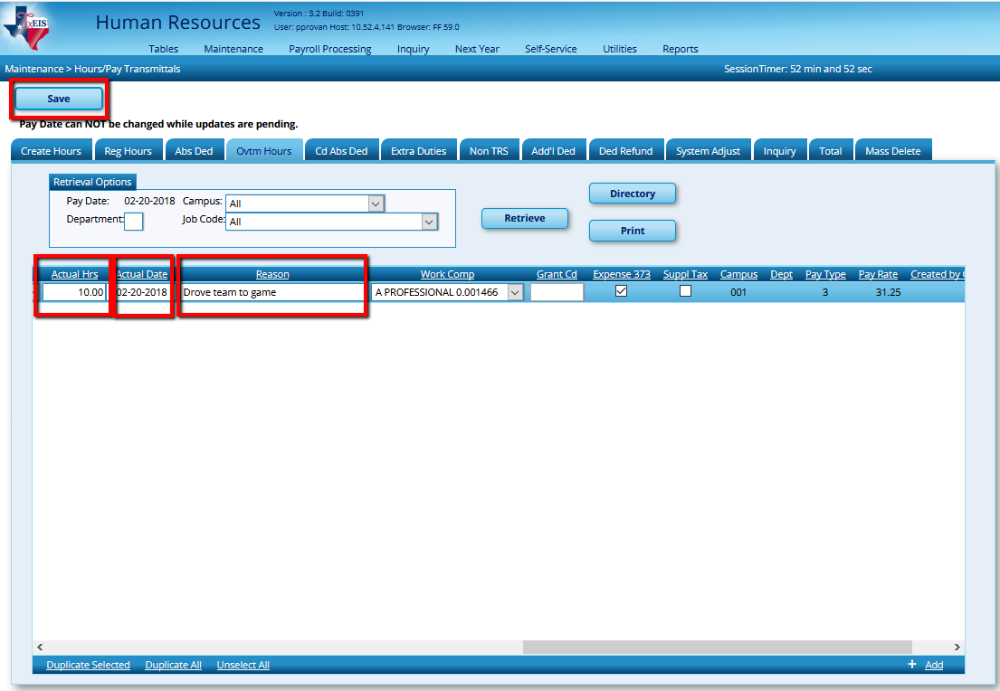 TxEIS
Human Resources
Version : 3.2 Build: 0391
User: pprovan Host: 10.52.4.141 Browser: FF 59.0
Tables Maintenance Payroll Processing Inquiry Next Year Self-Service Utilities Reports
Maintenance > Hours/Pay Transmittals SessionTimer: 52 min and 52 sec
Save
Pay Date can NOT be changed while updates are pending.
Create Hours Reg Hours Abs Ded Ovtm Hours Cd Abs Ded Extra Duties Non TRS Add'l Ded Ded Refund System Adjust Inquiry Total Mass Delete
Retrieval Options
Pay Date: 02-20-2018 Campus: All
Department: Job Code: All
Retrieve
Directory
Print
Actual Hrs Actual Date Reason Work Comp Grant Cd Expense 373 Suppl Tax Campus Dept Pay Type Pay Rate Created by
10.00 02-20-2018 Drove team to game A PROFESSIONAL 0.001466 001 3 31.25
Duplicate Selected Duplicate All Unselect All + Add